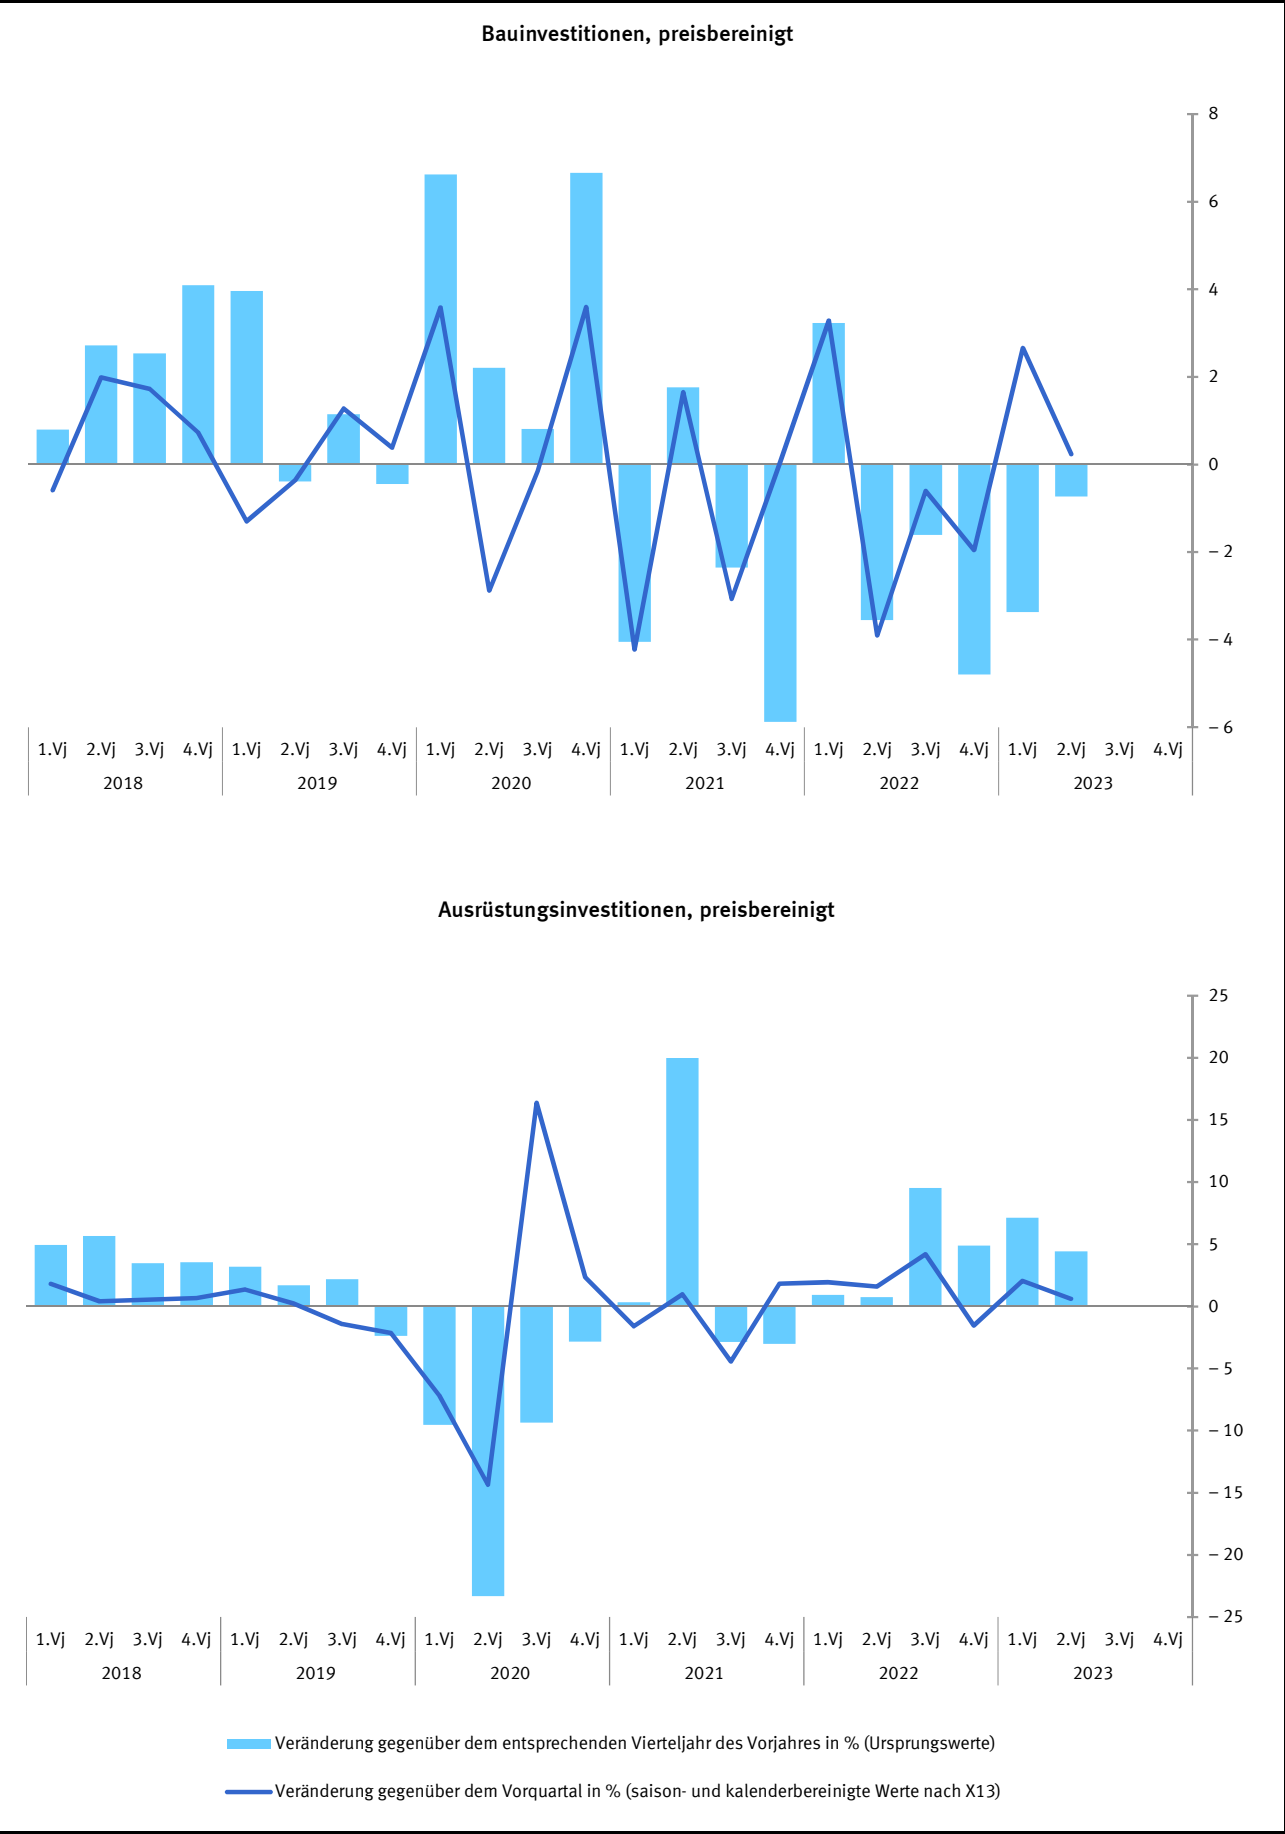 Bauinvestitionen, preisbereinigt
8
6
4
2
0
– 2
– 4
– 6
1.Vj 2.Vj 3.Vj 4.Vj 1.Vj 2.Vj 3.Vj 4.Vj 1.Vj 2.Vj 3.Vj 4.Vj 1.Vj 2.Vj 3.Vj 4.Vj 1.Vj 2.Vj 3.Vj 4.Vj 1.Vj 2.Vj 3.Vj 4.Vj
2018 2019 2020 2021 2022 2023
Ausrüstungsinvestitionen, preisbereinigt
25
20
15
10
5
0
– 5
– 10
– 15
– 20
– 25
1.Vj 2.Vj 3.Vj 4.Vj 1.Vj 2.Vj 3.Vj 4.Vj 1.Vj 2.Vj 3.Vj 4.Vj 1.Vj 2.Vj 3.Vj 4.Vj 1.Vj 2.Vj 3.Vj 4.Vj 1.Vj 2.Vj 3.Vj 4.Vj
2018 2019 2020 2021 2022 2023
Veränderung gegenüber dem entsprechenden Vierteljahr des Vorjahres in % (Ursprungswerte)
Veränderung gegenüber dem Vorquartal in % (saison- und kalenderbereinigte Werte nach X13)